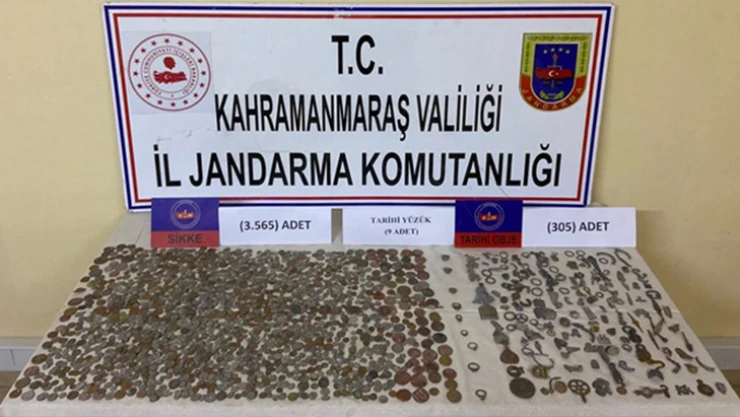 T.C.
KAHRAMANMARAŞ VALİLİĞİ
İL JANDARMA KOMUTANLIĞI
JANDARMA
SİKKE
(3.565) ADET
TARİHİ YÜZÜK
(9 ADET)
TARİHİ OBJE
(305) ADET